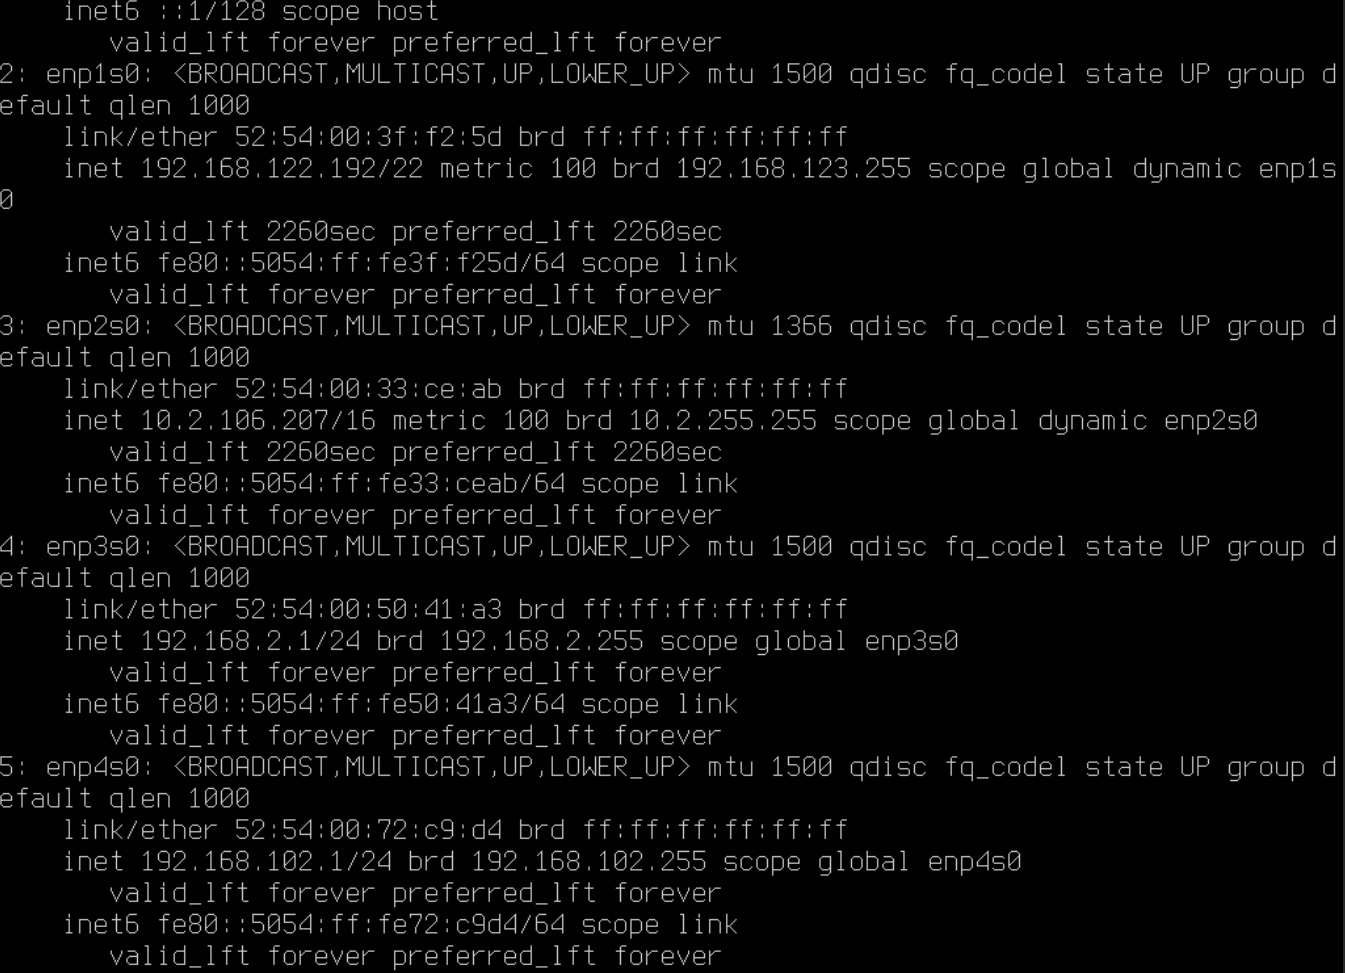 inet6 ::1/128 scope host
       valid_lft forever preferred_lft forever
2: enp1s0: <BROADCAST,MULTICAST,UP,LOWER_UP> mtu 1500 qdisc fq_codel state UP group d
efault qlen 1000
    link/ether 52:54:00:3f:f2:5d brd ff:ff:ff:ff:ff:ff
    inet 192.168.122.192/22 metric 100 brd 192.168.123.255 scope global dynamic enp1s
0
       valid_lft 2260sec preferred_lft 2260sec
    inet6 fe80::5054:ff:fe3f:f25d/64 scope link
       valid_lft forever preferred_lft forever
3: enp2s0: <BROADCAST,MULTICAST,UP,LOWER_UP> mtu 1366 qdisc fq_codel state UP group d
efault qlen 1000
    link/ether 52:54:00:33:ce:ab brd ff:ff:ff:ff:ff:ff
    inet 10.2.106.207/16 metric 100 brd 10.2.255.255 scope global dynamic enp2s0
       valid_lft 2260sec preferred_lft 2260sec
    inet6 fe80::5054:ff:fe33:ceab/64 scope link
       valid_lft forever preferred_lft forever
4: enp3s0: <BROADCAST,MULTICAST,UP,LOWER_UP> mtu 1500 qdisc fq_codel state UP group d
efault qlen 1000
    link/ether 52:54:00:50:41:a3 brd ff:ff:ff:ff:ff:ff
    inet 192.168.2.1/24 brd 192.168.2.255 scope global enp3s0
       valid_lft forever preferred_lft forever
    inet6 fe80::5054:ff:fe50:41a3/64 scope link
       valid_lft forever preferred_lft forever
5: enp4s0: <BROADCAST,MULTICAST,UP,LOWER_UP> mtu 1500 qdisc fq_codel state UP group d
efault qlen 1000
    link/ether 52:54:00:72:c9:d4 brd ff:ff:ff:ff:ff:ff
    inet 192.168.102.1/24 brd 192.168.102.255 scope global enp4s0
       valid_lft forever preferred_lft forever
    inet6 fe80::5054:ff:fe72:c9d4/64 scope link
       valid_lft forever preferred_lft forever